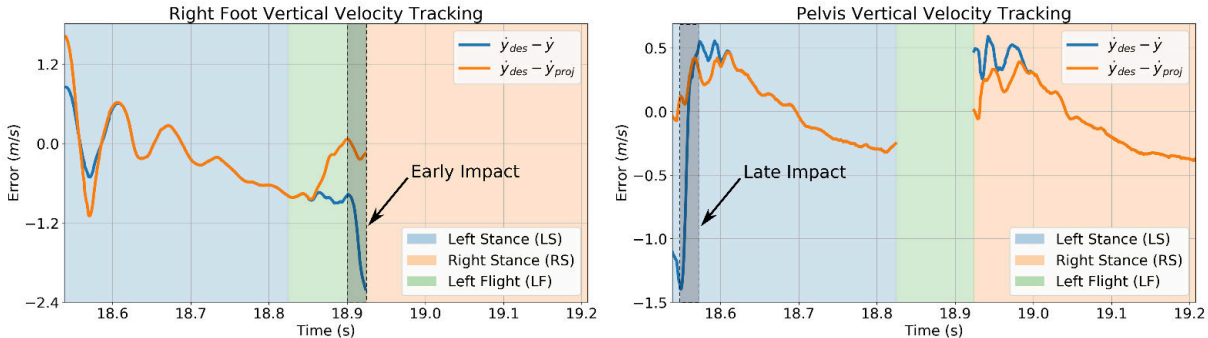 Right Foot Vertical Velocity Tracking
Error (m/s)
1.2
0.0
−1.2
−2.4
ẏdes − ẏ
ẏdes − ẏproj
Early Impact
Left Stance (LS)
Right Stance (RS)
Left Flight (LF)
18.6 18.7 18.8 18.9 19.0 19.1 19.2
Time (s)
Pelvis Vertical Velocity Tracking
Error (m/s)
0.5
0.0
−0.5
−1.0
−1.5
ẏdes − ẏ
ẏdes − ẏproj
Late Impact
Left Stance (LS)
Right Stance (RS)
Left Flight (LF)
18.6 18.7 18.8 18.9 19.0 19.1 19.2
Time (s)